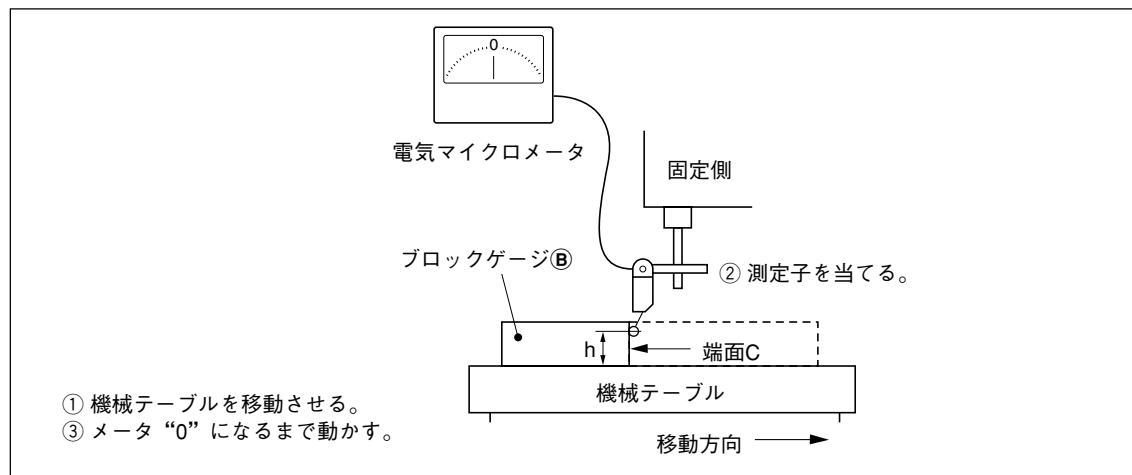 0
電気マイクロメータ
固定側
ブロックゲージⒷ
② 測定子を当てる。
h
端面C
機械テーブル
① 機械テーブルを移動させる。
③ メータ“0”になるまで動かす。
移動方向